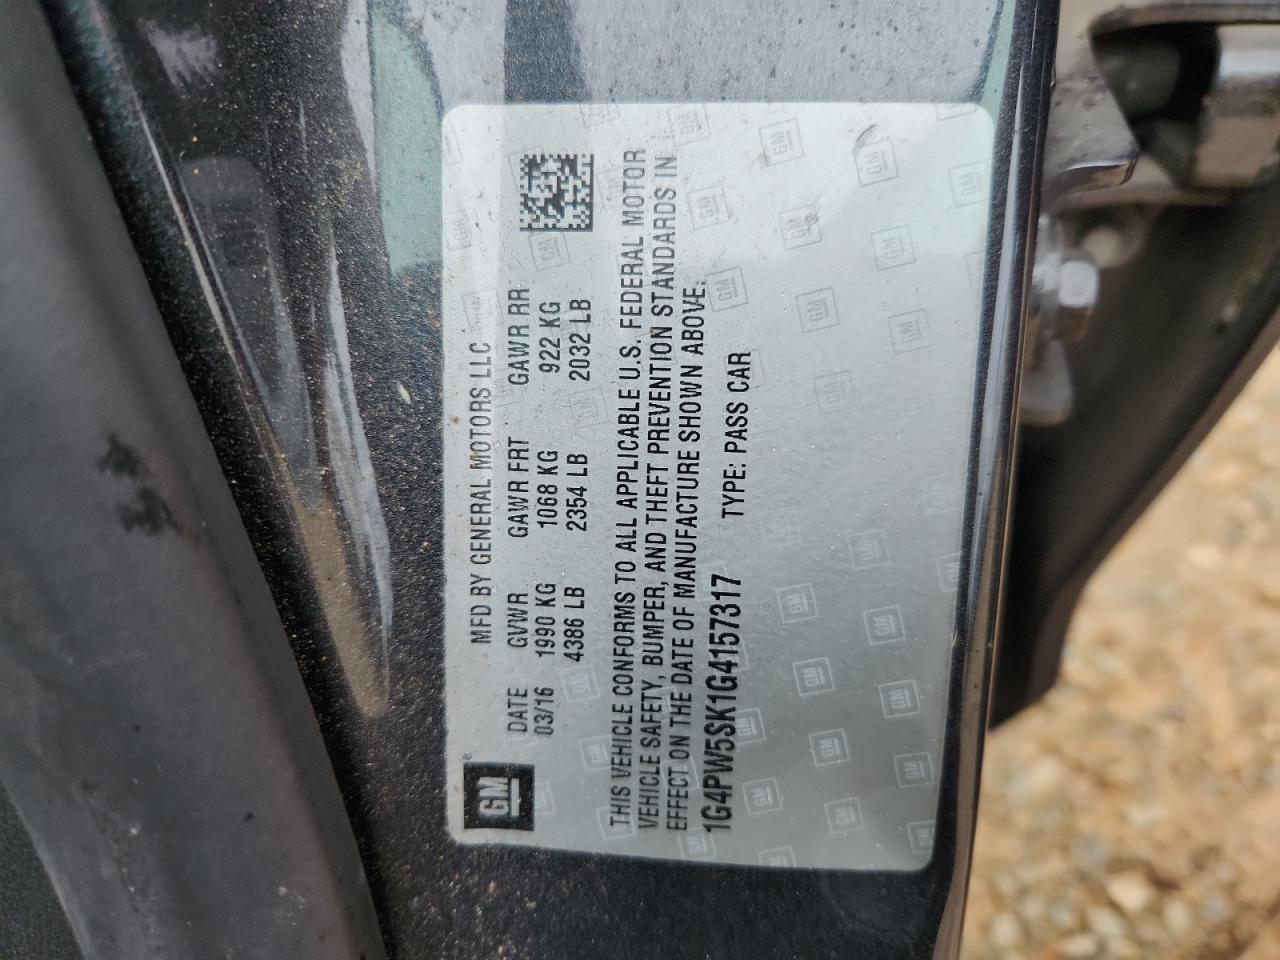 GM
MFD BY GENERAL MOTORS LLC
DATE GVWR GAWR FRT GAWR RR
03/16 1990 KG 1068 KG 922 KG
4386 LB 2354 LB 2032 LB
THIS VEHICLE CONFORMS TO ALL APPLICABLE U.S. FEDERAL MOTOR
VEHICLE SAFETY, BUMPER, AND THEFT PREVENTION STANDARDS IN
EFFECT ON THE DATE OF MANUFACTURE SHOWN ABOVE.
1G4PW5SK1G4157317 TYPE: PASS CAR